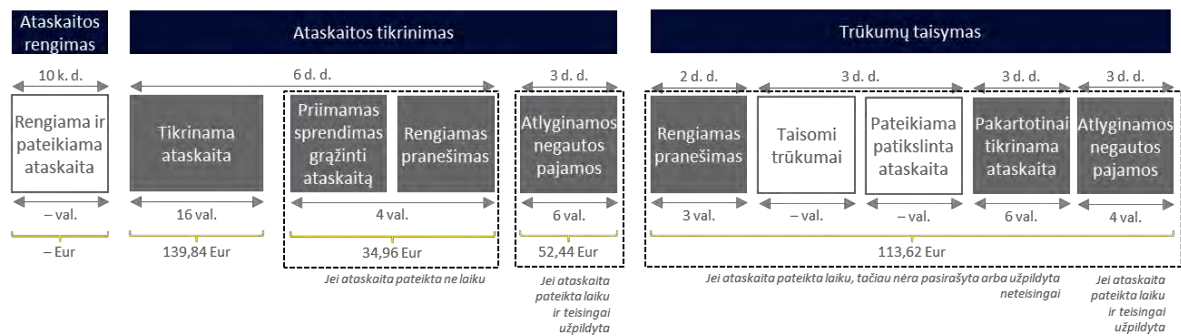 Ataskaitos
rengimas
Ataskaitos tikrinimas
Trūkumų taisymas
10 k. d.
6 d. d.
3 d. d.
2 d. d.
3 d. d.
3 d. d.
3 d. d.
Rengiama ir
pateikiama
ataskaita
Tikrinama
ataskaita
Priimamas
sprendimas
grąžinti
ataskaitą
Rengiamas
pranešimas
Atlyginamos
negautos
pajamos
Rengiamas
pranešimas
Taisomi
trūkumai
Pateikiama
patikslinta
ataskaita
Pakartotinai
tikrinama
ataskaita
Atlyginamos
negautos
pajamos
– val.
16 val.
4 val.
6 val.
3 val.
– val.
– val.
6 val.
4 val.
– Eur
139,84 Eur
34,96 Eur
52,44 Eur
113,62 Eur
Jei ataskaita pateikta ne laiku
Jei ataskaita
pateikta laiku
ir teisingai
užpildyta
Jei ataskaita pateikta laiku, tačiau nėra pasirašyta arba užpildyta
neteisingai
Jei ataskaita
pateikta laiku
ir teisingai
užpildyta